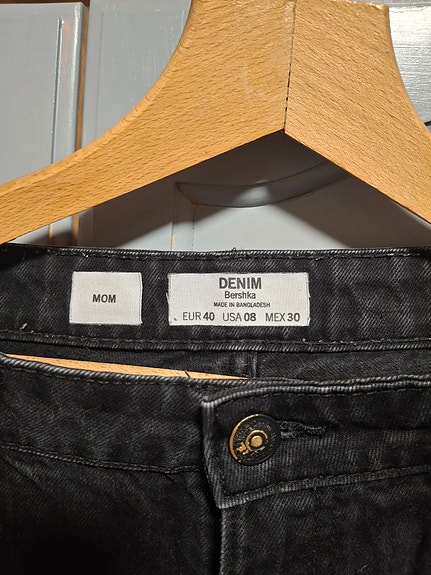 MOM
DENIM
Bershka
MADE IN BANGLADESH
EUR 40 USA 08 MEX 30